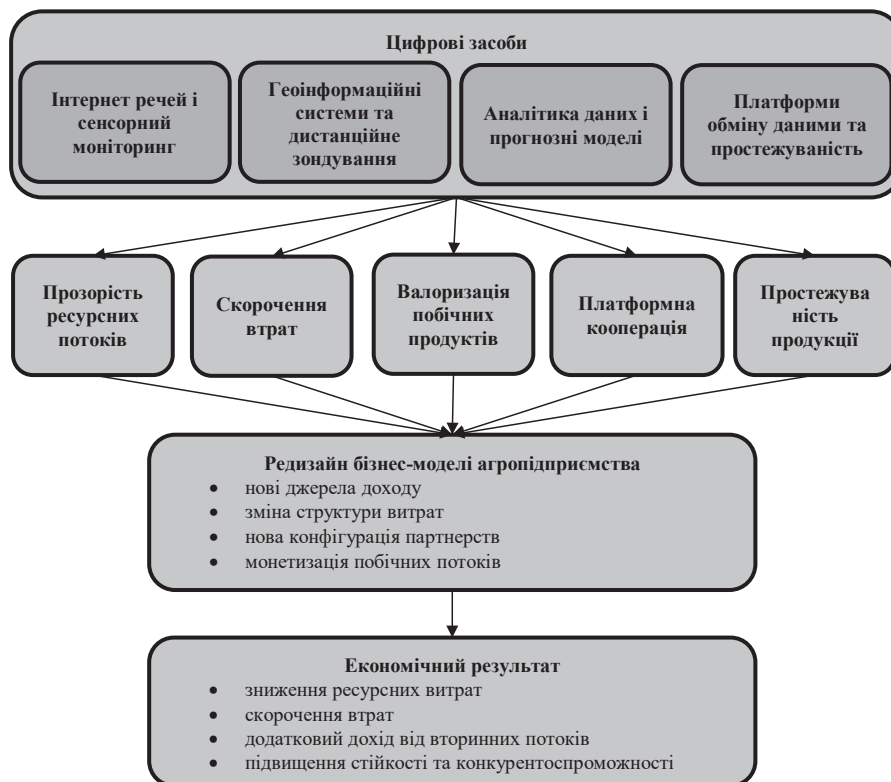 Цифрові засоби
Інтернет речей і
сенсорний
моніторинг
Геоінформаційні
системи та
дистанційне
зондування
Аналітика даних і
прогнозні моделі
Платформи
обміну даними та
простежуваність
Прозорість
ресурсних
потоків
Скорочення
втрат
Валоризація
побічних
продуктів
Платформна
кооперація
Простежува
ність
продукції
Редизайн бізнес-моделі агропідприємства
• нові джерела доходу
• зміна структури витрат
• нова конфігурація партнерств
• монетизація побічних потоків
Економічний результат
• зниження ресурсних витрат
• скорочення втрат
• додатковий дохід від вторинних потоків
• підвищення стійкості та конкурентоспроможності